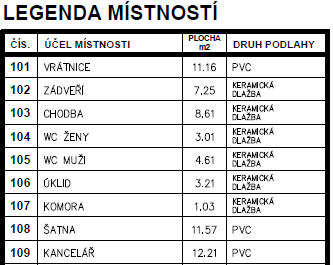 LEGENDA MÍSTNOSTÍ
ČÍS. ÚČEL MÍSTNOSTI PLOCHA m2 DRUH PODLAHY
101 VRÁTNICE 11.16 PVC
102 ZÁDVEŘÍ 7.25 KERAMICKÁ DLAŽBA
103 CHODBA 8.61 KERAMICKÁ DLAŽBA
104 WC ŽENY 3.01 KERAMICKÁ DLAŽBA
105 WC MUŽI 4.61 KERAMICKÁ DLAŽBA
106 ÚKLID 3.21 KERAMICKÁ DLAŽBA
107 KOMORA 1.03 KERAMICKÁ DLAŽBA
108 ŠATNA 11.57 PVC
109 KANCELÁŘ 12.21 PVC